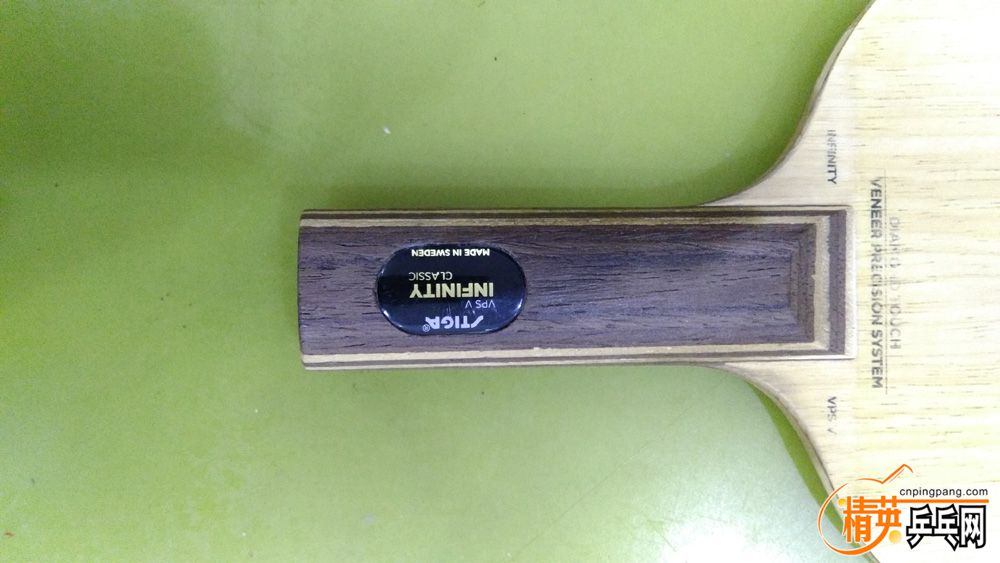 STIGA®
VPS V
INFINITY
CLASSIC
MADE IN SWEDEN
INFINITY
DIAMOND TOUCH
VENEER PRECISION SYSTEM
VPS V
cnpingpang.com
精英乒乓网